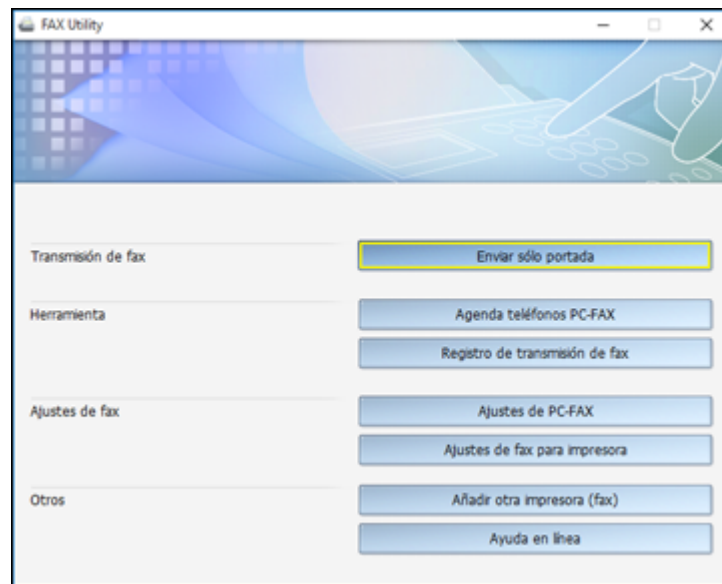 FAX Utility
Transmisión de fax
Enviar sólo portada
Herramienta
Agenda teléfonos PC-FAX
Registro de transmisión de fax
Ajustes de fax
Ajustes de PC-FAX
Ajustes de fax para impresora
Otros
Añadir otra impresora (fax)
Ayuda en línea